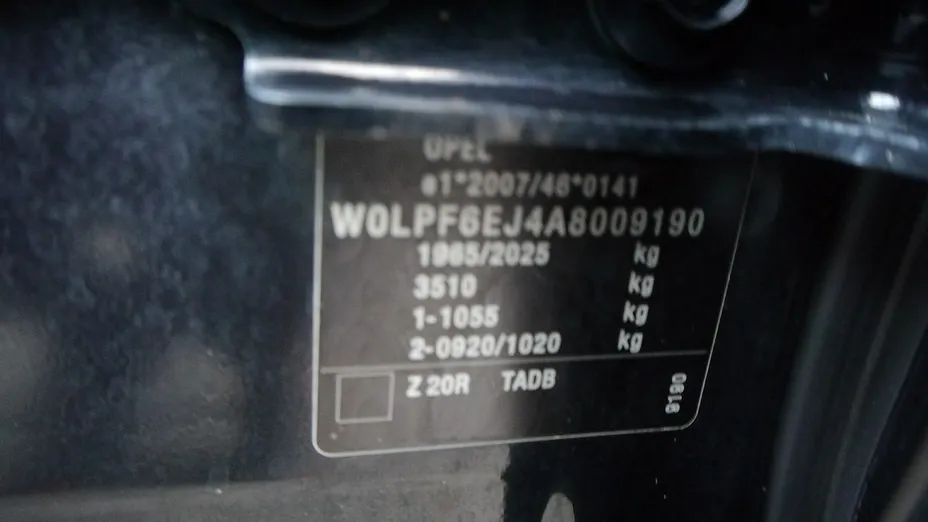 OPEL
e1*2007/46*0141
W0LPF6EJ4A8009190
1965/2025 kg
3510 kg
1-1055 kg
2-0920/1020 kg
Z 20R TADB
9190